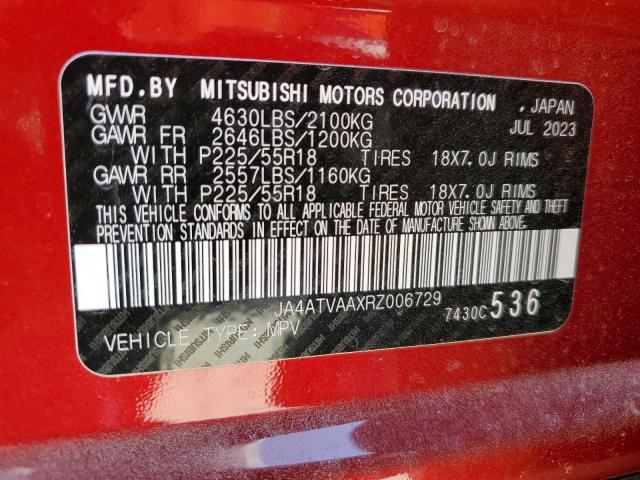 MFD.BY MITSUBISHI MOTORS CORPORATION , JAPAN
GVWR 4630LBS/2100KG JUL 2023
GAWR FR 2646LBS/1200KG
WITH P225/55R18 TIRES 18X7.0J RIMS
GAWR RR 2557LBS/1160KG
WITH P225/55R18 TIRES 18X7.0J RIMS
THIS VEHICLE CONFORMS TO ALL APPLICABLE FEDERAL MOTOR VEHICLE SAFETY AND THEFT
PREVENTION STANDARDS IN EFFECT ON THE DATE OF MANUFACTURE SHOWN ABOVE.
JA4ATVAAXRZ006729 7430C 536
VEHICLE TYPE: MPV